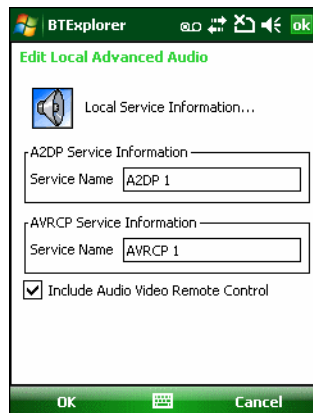 BTExplorer ok
Edit Local Advanced Audio
Local Service Information...
A2DP Service Information
Service Name A2DP 1
AVRCP Service Information
Service Name AVRCP 1
Include Audio Video Remote Control
OK Cancel